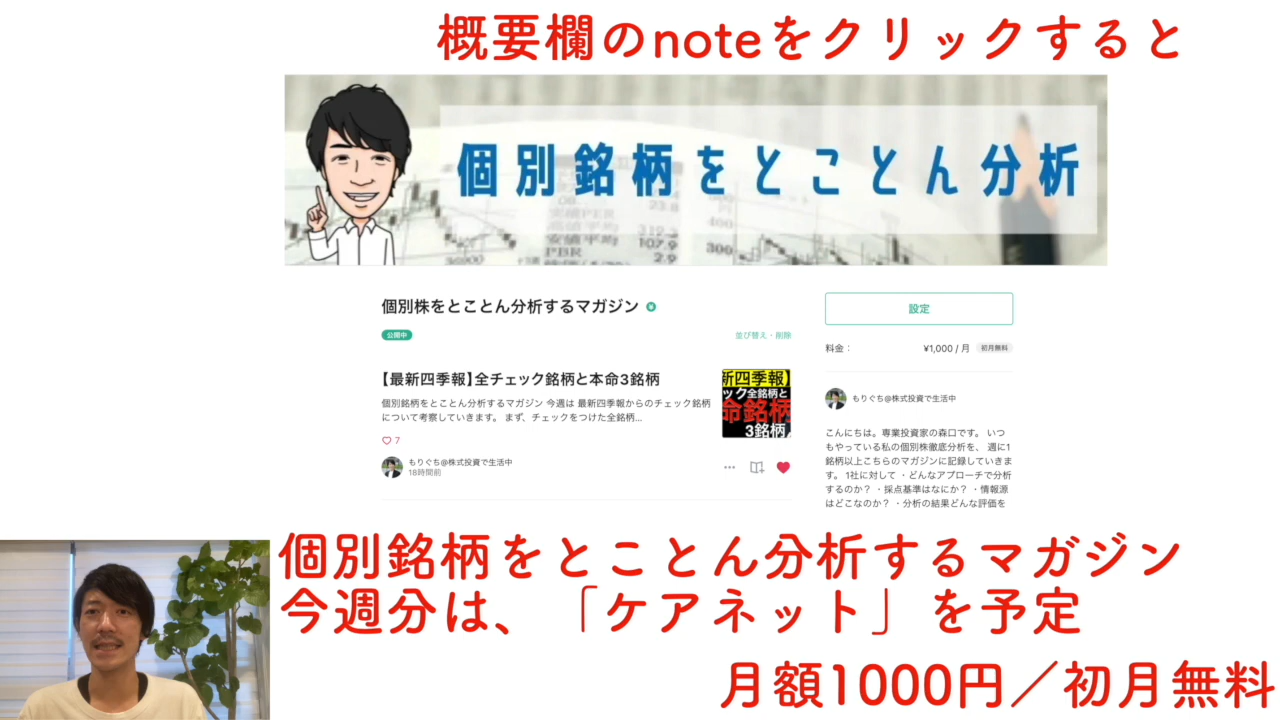 概要欄のnoteをクリックすると
個別銘柄をとことん分析
個別株をとことん分析するマガジン
公開中
並び替え・削除
【最新四季報】全チェック銘柄と本命3銘柄
個別銘柄をとことん分析するマガジン 今週は 最新四季報からのチェック銘柄
について考察していきます。 まず、チェックをつけた全銘柄...
7
もりぐち@株式投資で生活中
18時間前
新四季報】
ック全銘柄と
命銘柄
3銘柄
設定
料金：
¥1,000 / 月 初月無料
もりぐち@株式投資で生活中
こんにちは。専業投資家の森口です。 いつ
もやっている私の個別株徹底分析を、 週に1
銘柄以上こちらのマガジンに記録していきま
す。 1社に対して ・どんなアプローチで分析
するのか？ ・採点基準はなにか？ ・情報源
はどこなのか？ ・分析の結果どんな評価を
個別銘柄をとことん分析するマガジン
今週分は、「ケアネット」を予定
月額1000円／初月無料